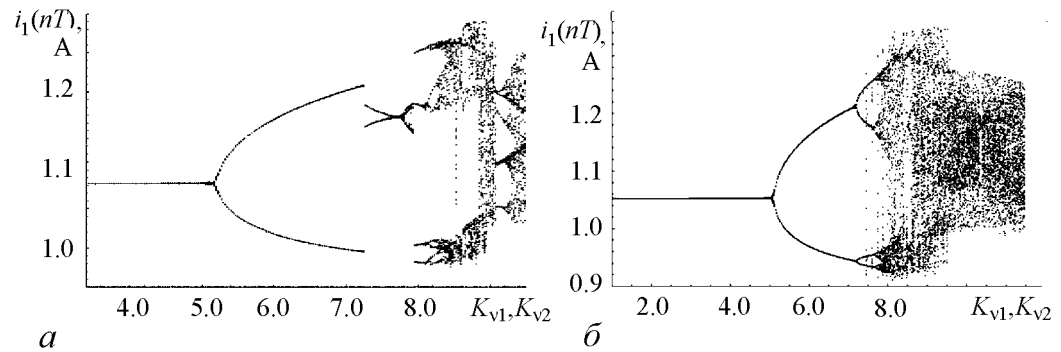 i₁(nT),
A
1.2
1.1
1.0
4.0 5.0 6.0 7.0 8.0 Kᵥ₁,Kᵥ₂
а
i₁(nT),
A
1.2
1.1
1.0
0.9
2.0 4.0 6.0 8.0 Kᵥ₁,Kᵥ₂
б